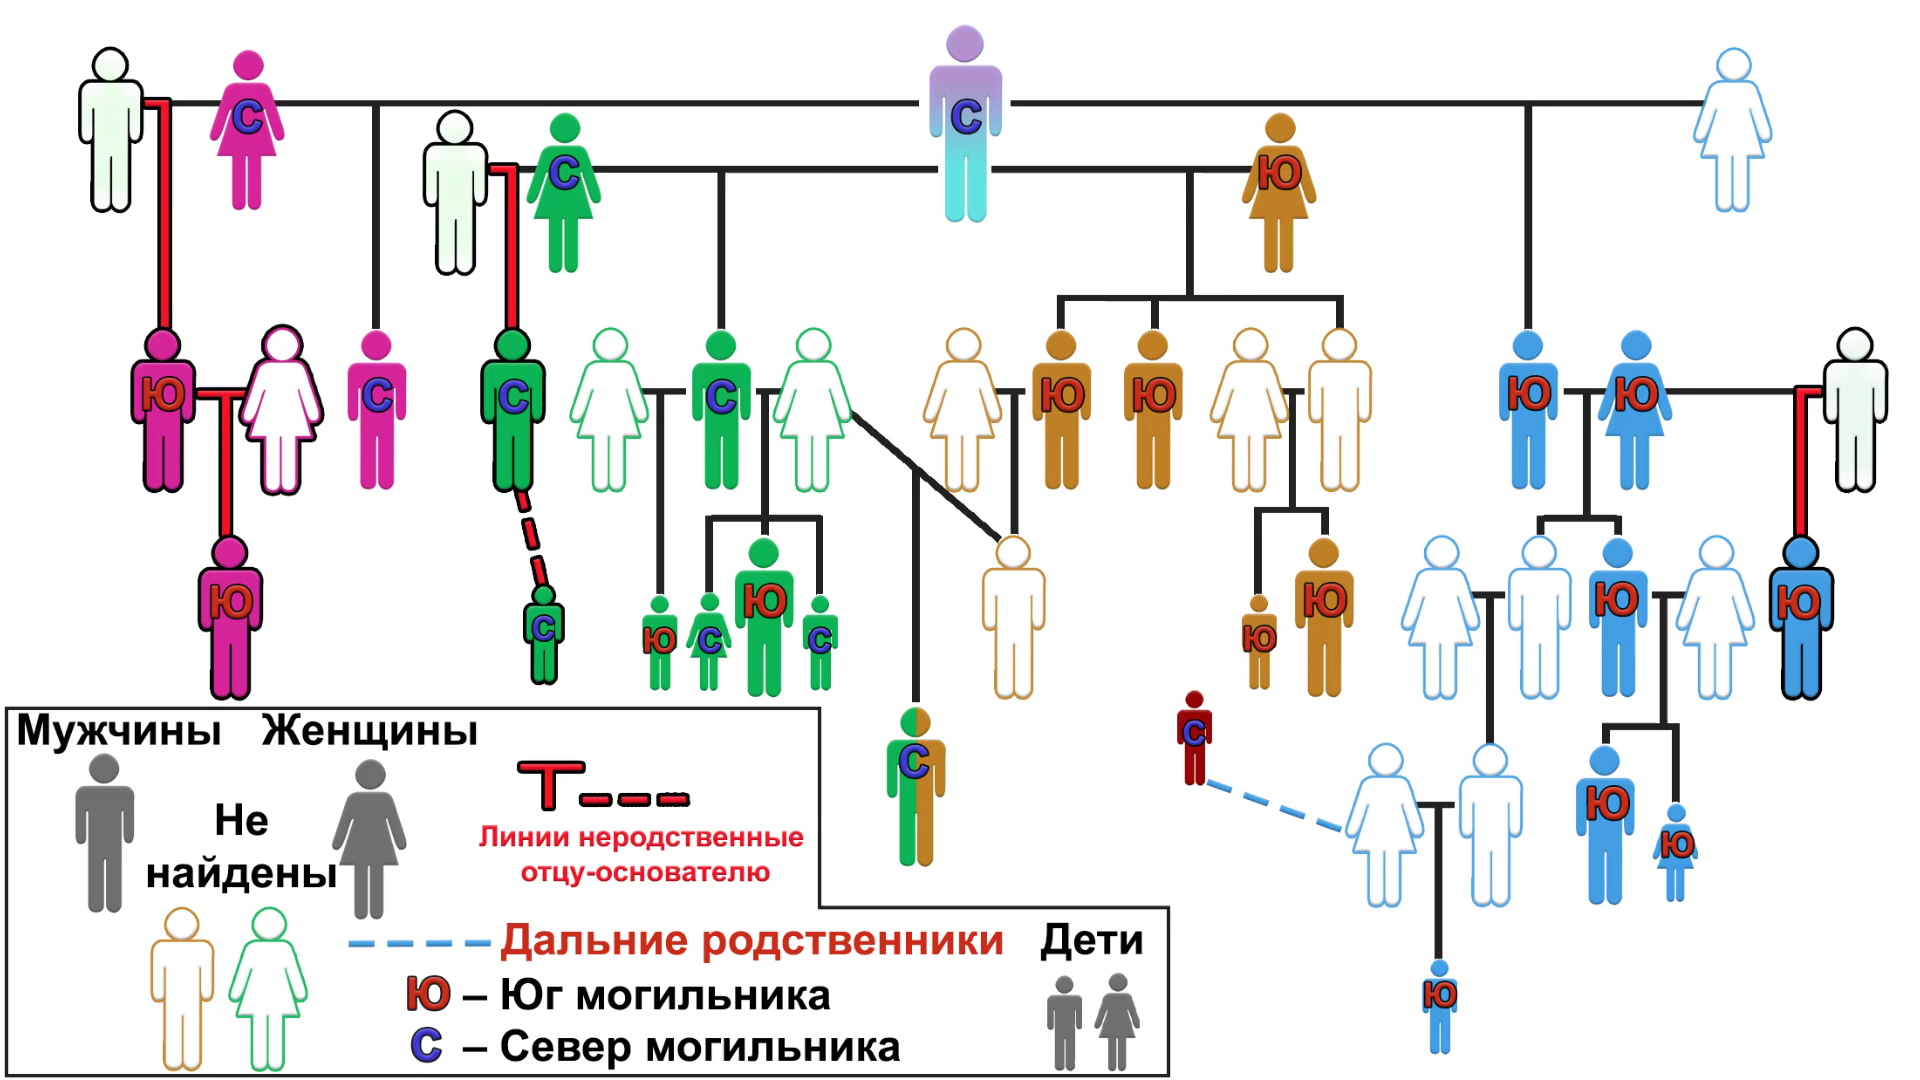 С
С
С
Ю
Ю
С
С
С
Ю
Ю
Ю
Ю
Ю
С
Ю
С
Ю
С
Ю
Ю
Ю
Ю
С
С
Ю
Ю
Ю
Мужчины Женщины
Не
найдены
Линии неродственные
отцу-основателю
Дальние родственники
Дети
Ю – Юг могильника
С – Север могильника